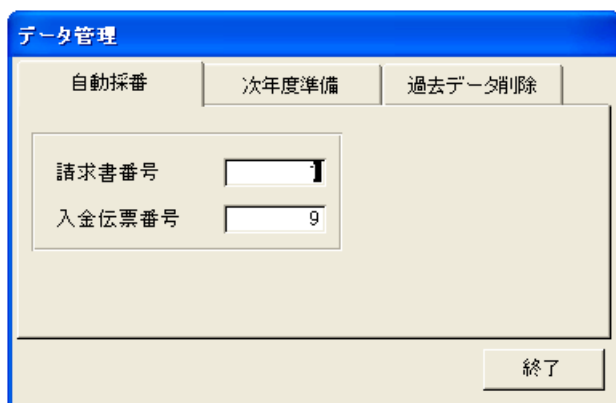 データ管理
自動採番
次年度準備
過去データ削除
請求書番号
入金伝票番号 9
終了